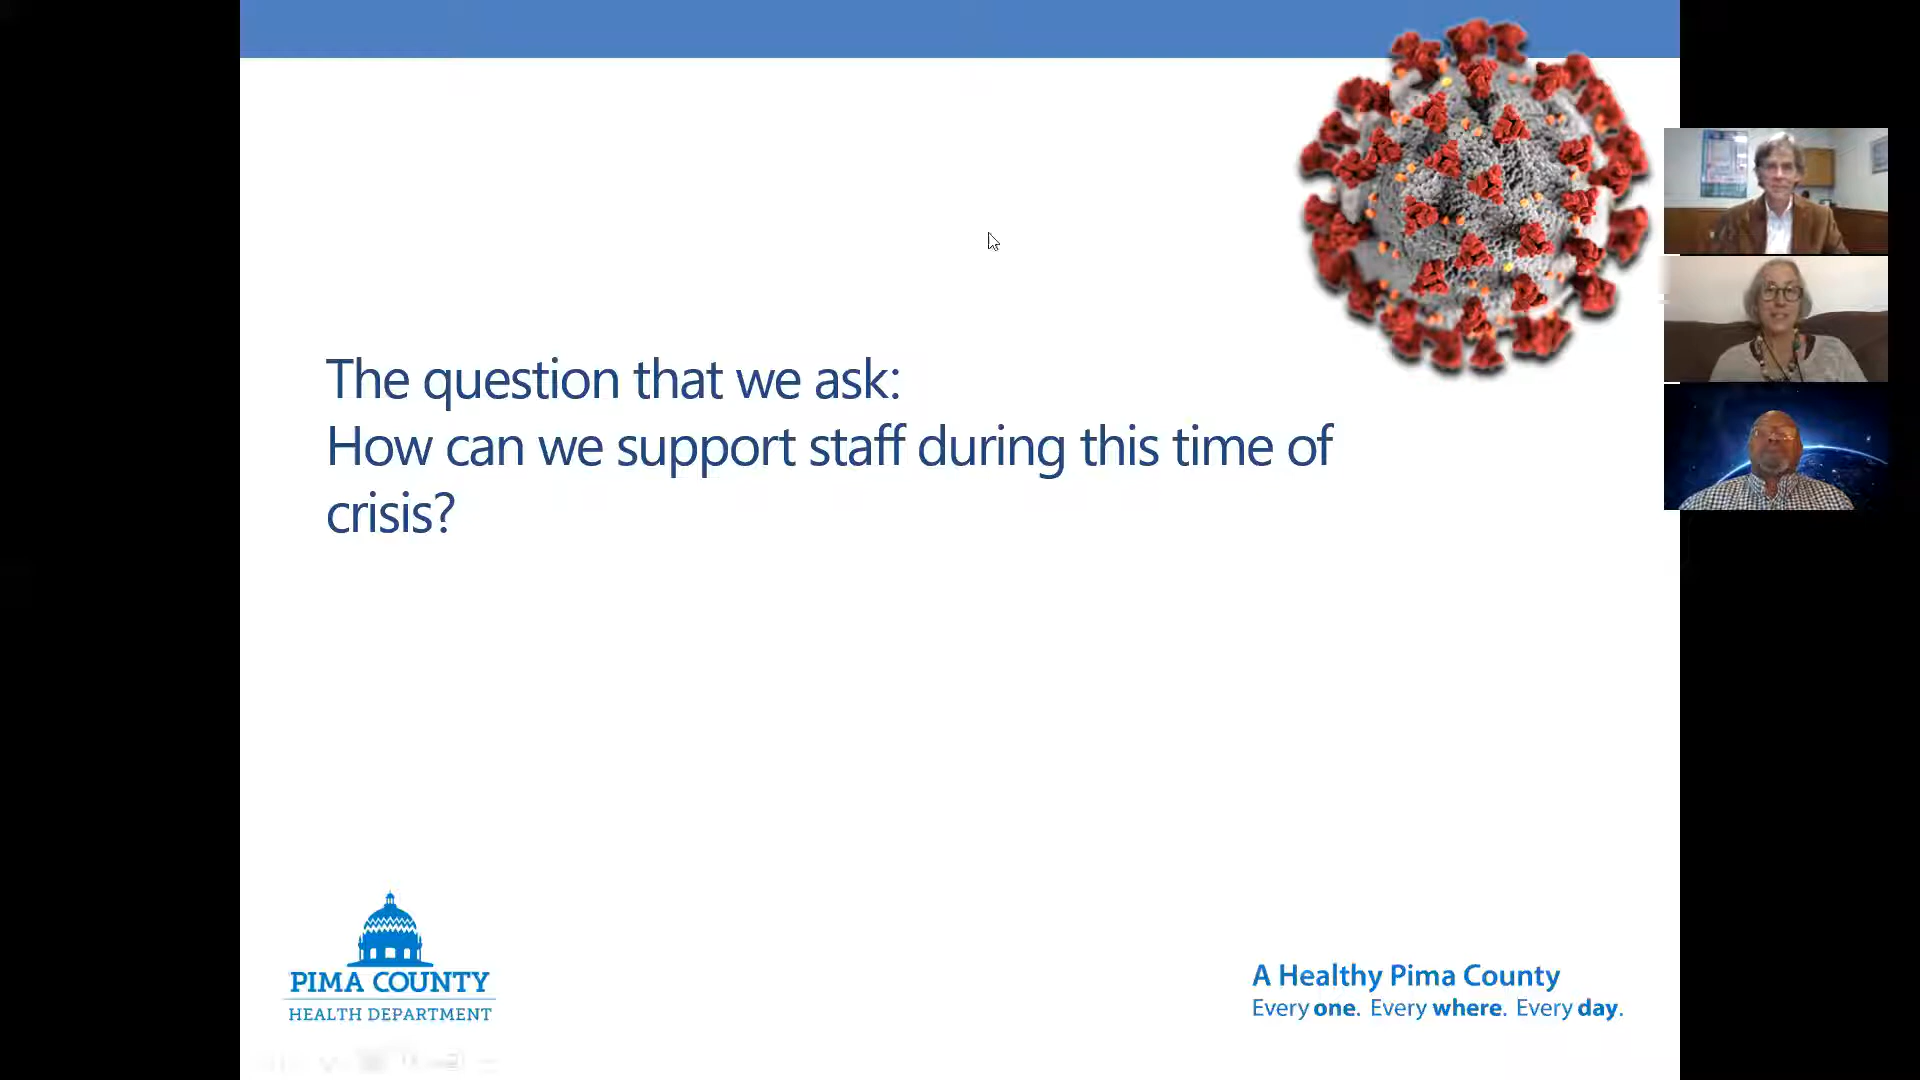 The question that we ask:
How can we support staff during this time of
crisis?
PIMA COUNTY
HEALTH DEPARTMENT
A Healthy Pima County
Every one. Every where. Every day.